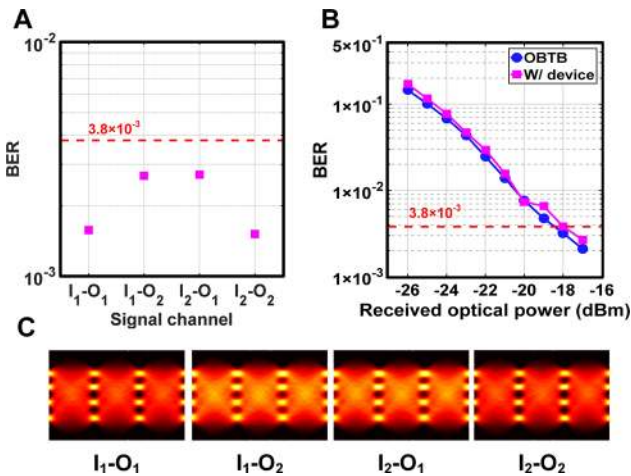 A
10⁻²
3.8×10⁻³
BER
10⁻³
I₁-O₁
I₁-O₂
I₂-O₁
I₂-O₂
Signal channel
B
5×10⁻¹
OBTB
W/ device
1×10⁻¹
BER
1×10⁻²
3.8×10⁻³
1×10⁻³
-26 -24 -22 -20 -18 -16
Received optical power (dBm)
C
I₁-O₁ I₁-O₂ I₂-O₁ I₂-O₂